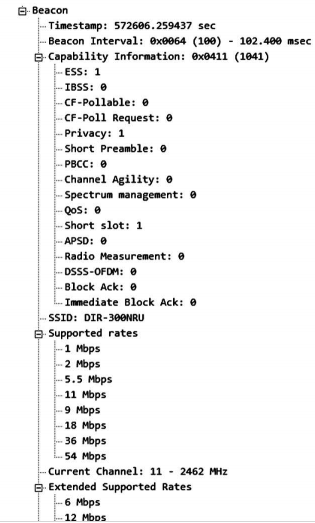 Beacon
Timestamp: 572606.259437 sec
Beacon Interval: 0x0064 (100) - 102.400 msec
Capability Information: 0x0411 (1041)
ESS: 1
IBSS: 0
CF-Pollable: 0
CF-Poll Request: 0
Privacy: 1
Short Preamble: 0
PBCC: 0
Channel Agility: 0
Spectrum management: 0
QoS: 0
Short slot: 1
APSD: 0
Radio Measurement: 0
DSSS-OFDM: 0
Block Ack: 0
Immediate Block Ack: 0
SSID: DIR-300NRU
Supported rates
1 Mbps
2 Mbps
5.5 Mbps
11 Mbps
9 Mbps
18 Mbps
36 Mbps
54 Mbps
Current Channel: 11 - 2462 MHz
Extended Supported Rates
6 Mbps
12 Mbps